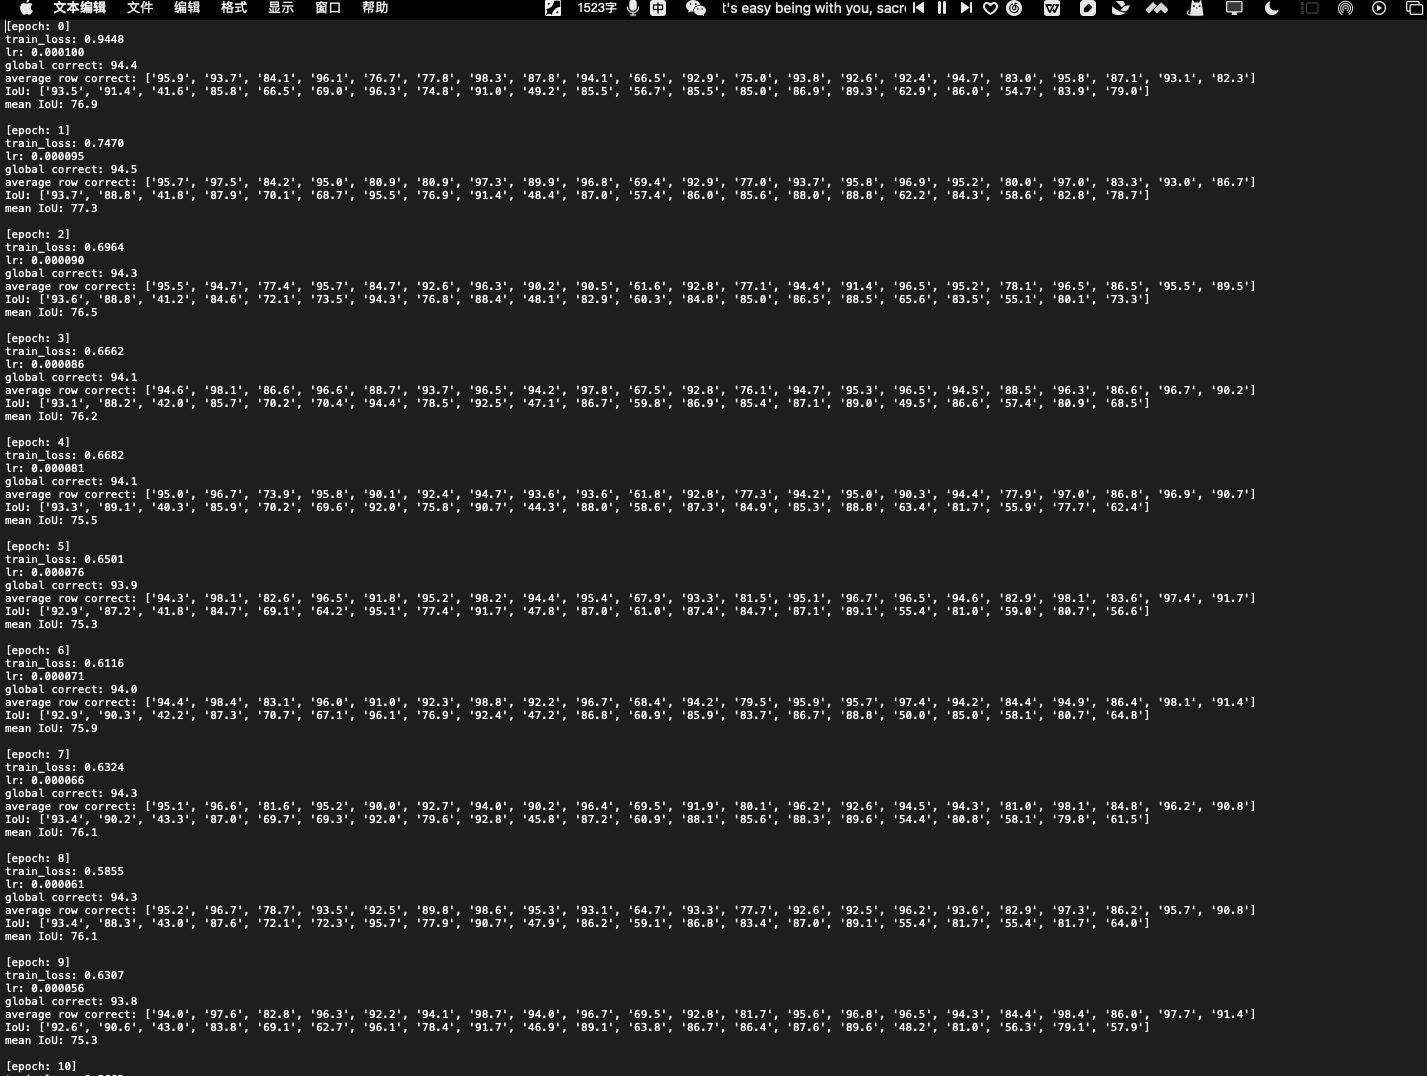 文本编辑 文件 编辑 格式 显示 窗口 帮助 1523字 中 t's easy being with you, sacre
[epoch: 0]
train_loss: 0.9448
lr: 0.000100
global correct: 94.4
average row correct: ['95.9', '93.7', '84.1', '96.1', '76.7', '77.8', '98.3', '87.8', '94.1', '66.5', '92.9', '75.0', '93.8', '92.6', '92.4', '94.7', '83.0', '95.8', '87.1', '93.1', '82.3']
IoU: ['93.5', '91.4', '41.6', '85.8', '66.5', '69.0', '96.3', '74.8', '91.0', '49.2', '85.5', '56.7', '85.5', '85.0', '86.9', '89.3', '62.9', '86.0', '54.7', '83.9', '79.0']
mean IoU: 76.9
[epoch: 1]
train_loss: 0.7470
lr: 0.000095
global correct: 94.5
average row correct: ['95.7', '97.5', '84.2', '95.0', '80.9', '80.9', '97.3', '89.9', '96.8', '69.4', '92.9', '77.0', '93.7', '95.8', '96.9', '95.2', '80.0', '97.0', '83.3', '93.0', '86.7']
IoU: ['93.7', '88.8', '41.8', '87.9', '70.1', '68.7', '95.5', '76.9', '91.4', '48.4', '87.0', '57.4', '86.0', '85.6', '88.0', '88.8', '62.2', '84.3', '58.6', '82.8', '78.7']
mean IoU: 77.3
[epoch: 2]
train_loss: 0.6964
lr: 0.000090
global correct: 94.3
average row correct: ['95.5', '94.7', '77.4', '95.7', '84.7', '92.6', '96.3', '90.2', '90.5', '61.6', '92.8', '77.1', '94.4', '91.4', '96.5', '95.2', '78.1', '96.5', '86.5', '95.5', '89.5']
IoU: ['93.6', '88.8', '41.2', '84.6', '72.1', '73.5', '94.3', '76.8', '88.4', '48.1', '82.9', '60.3', '84.8', '85.0', '86.5', '88.5', '65.6', '83.5', '55.1', '80.1', '73.3']
mean IoU: 76.5
[epoch: 3]
train_loss: 0.6662
lr: 0.000086
global correct: 94.1
average row correct: ['94.6', '98.1', '86.6', '96.6', '88.7', '93.7', '96.5', '94.2', '97.8', '67.5', '92.8', '76.1', '94.7', '95.3', '96.5', '94.5', '88.5', '96.3', '86.6', '96.7', '90.2']
IoU: ['93.1', '88.2', '42.0', '85.7', '70.2', '70.4', '94.4', '78.5', '92.5', '47.1', '86.7', '59.8', '86.9', '85.4', '87.1', '89.0', '49.5', '86.6', '57.4', '80.9', '68.5']
mean IoU: 76.2
[epoch: 4]
train_loss: 0.6682
lr: 0.000081
global correct: 94.1
average row correct: ['95.0', '96.7', '73.9', '95.8', '90.1', '92.4', '94.7', '93.6', '93.6', '61.8', '92.8', '77.3', '94.2', '95.0', '90.3', '94.4', '77.9', '97.0', '86.8', '96.9', '90.7']
IoU: ['93.3', '89.1', '40.3', '85.9', '70.2', '69.6', '92.0', '75.8', '90.7', '44.3', '88.0', '58.6', '87.3', '84.9', '85.3', '88.8', '63.4', '81.7', '55.9', '77.7', '62.4']
mean IoU: 75.5
[epoch: 5]
train_loss: 0.6501
lr: 0.000076
global correct: 93.9
average row correct: ['94.3', '98.1', '82.6', '96.5', '91.8', '95.2', '98.2', '94.4', '95.4', '67.9', '93.3', '81.5', '95.1', '96.7', '96.5', '94.6', '82.9', '98.1', '83.6', '97.4', '91.7']
IoU: ['92.9', '87.2', '41.8', '84.7', '69.1', '64.2', '95.1', '77.4', '91.7', '47.8', '87.0', '61.0', '87.4', '84.7', '87.1', '89.1', '55.4', '81.0', '59.0', '80.7', '56.6']
mean IoU: 75.3
[epoch: 6]
train_loss: 0.6116
lr: 0.000071
global correct: 94.0
average row correct: ['94.4', '98.4', '83.1', '96.0', '91.0', '92.3', '98.8', '92.2', '96.7', '68.4', '94.2', '79.5', '95.9', '95.7', '97.4', '94.2', '84.4', '94.9', '86.4', '98.1', '91.4']
IoU: ['92.9', '90.3', '42.2', '87.3', '70.7', '67.1', '96.1', '76.9', '92.4', '47.2', '86.8', '60.9', '85.9', '83.7', '86.7', '88.8', '50.0', '85.0', '58.1', '80.7', '64.8']
mean IoU: 75.9
[epoch: 7]
train_loss: 0.6324
lr: 0.000066
global correct: 94.3
average row correct: ['95.1', '96.6', '81.6', '95.2', '90.0', '92.7', '94.0', '90.2', '96.4', '69.5', '91.9', '80.1', '96.2', '92.6', '94.5', '94.3', '81.0', '98.1', '84.8', '96.2', '90.8']
IoU: ['93.4', '90.2', '43.3', '87.0', '69.7', '69.3', '92.0', '79.6', '92.8', '45.8', '87.2', '60.9', '88.1', '85.6', '88.3', '89.6', '54.4', '80.8', '58.1', '79.8', '61.5']
mean IoU: 76.1
[epoch: 8]
train_loss: 0.5855
lr: 0.000061
global correct: 94.3
average row correct: ['95.2', '96.7', '78.7', '93.5', '92.5', '89.8', '98.6', '95.3', '93.1', '64.7', '93.3', '77.7', '92.6', '92.5', '96.2', '93.6', '82.9', '97.3', '86.2', '95.7', '90.8']
IoU: ['93.4', '88.3', '43.0', '87.6', '72.1', '72.3', '95.7', '77.9', '90.7', '47.9', '86.2', '59.1', '86.8', '83.4', '87.0', '89.1', '55.4', '81.7', '55.4', '81.7', '64.0']
mean IoU: 76.1
[epoch: 9]
train_loss: 0.6307
lr: 0.000056
global correct: 93.8
average row correct: ['94.0', '97.6', '82.8', '96.3', '92.2', '94.1', '98.7', '94.0', '96.7', '69.5', '92.8', '81.7', '95.6', '96.8', '96.5', '94.3', '84.4', '98.4', '86.0', '97.7', '91.4']
IoU: ['92.6', '90.6', '43.0', '83.8', '69.1', '62.7', '96.1', '78.4', '91.7', '46.9', '89.1', '63.8', '86.7', '86.4', '87.6', '89.6', '48.2', '81.0', '56.3', '79.1', '57.9']
mean IoU: 75.3
[epoch: 10]